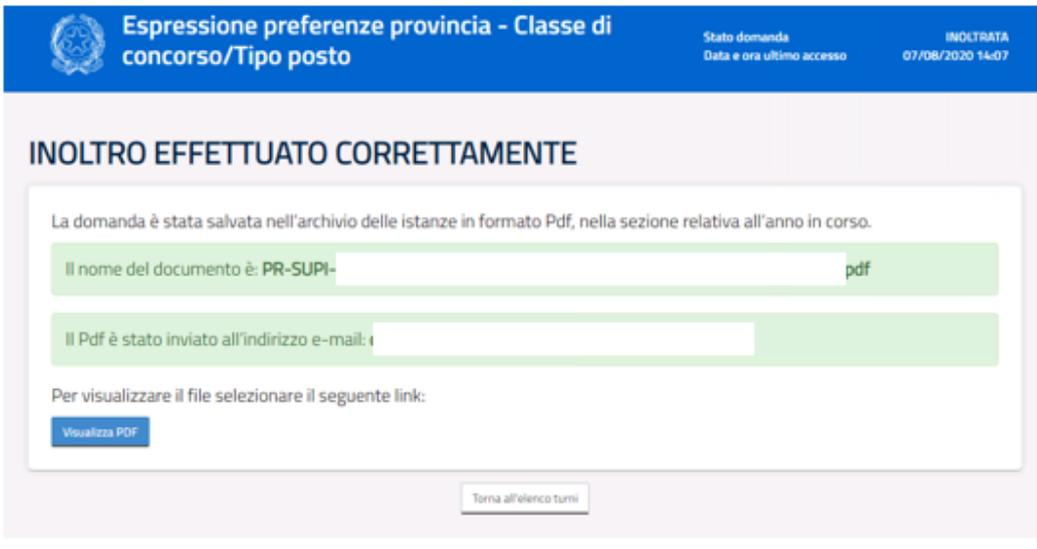 Espressione preferenze provincia - Classe di
concorso/Tipo posto
Stato domanda INOLTRATA
Data e ora ultimo accesso 07/08/2020 14:07
INOLTRO EFFETTUATO CORRETTAMENTE
La domanda è stata salvata nell'archivio delle istanze in formato Pdf, nella sezione relativa all'anno in corso.
Il nome del documento è: PR-SUPI- pdf
Il Pdf è stato inviato all'indirizzo e-mail:
Per visualizzare il file selezionare il seguente link:
Visualizza PDF
Torna all'elenco turni